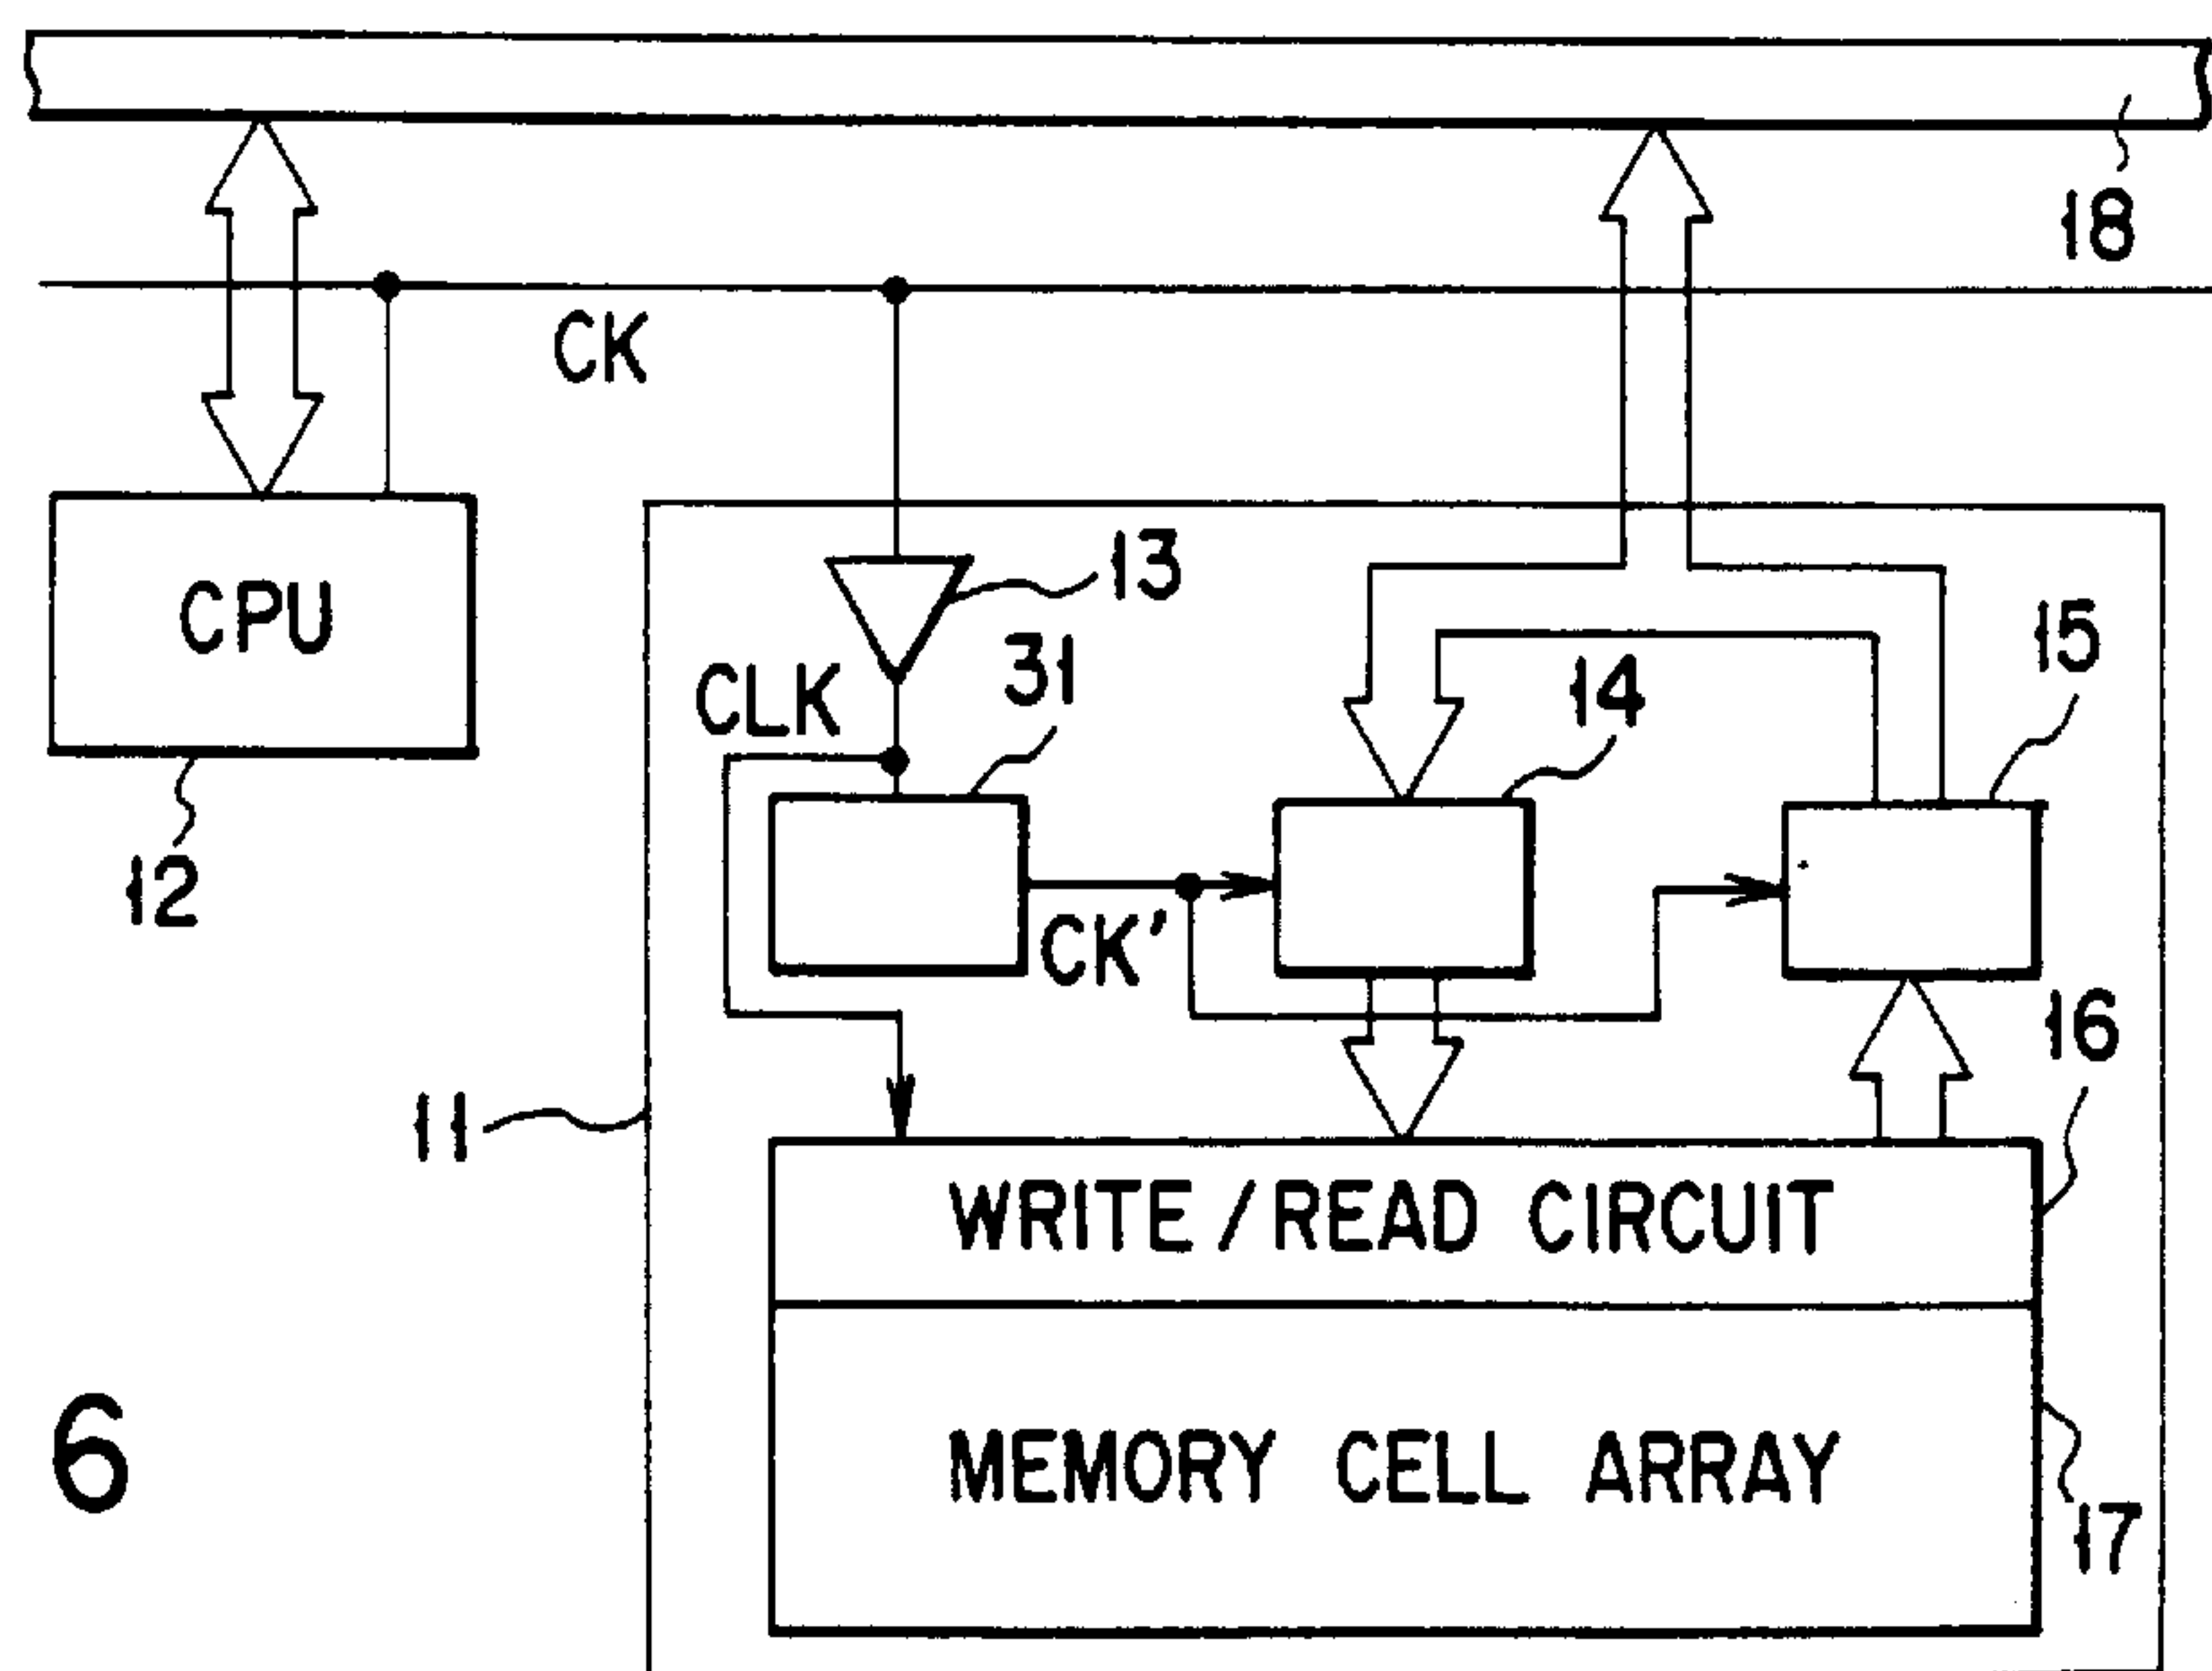 18
CK
CPU
13
31
CLK
14
15
12
CK'
16
11
WRITE/READ CIRCUIT
6
MEMORY CELL ARRAY
17